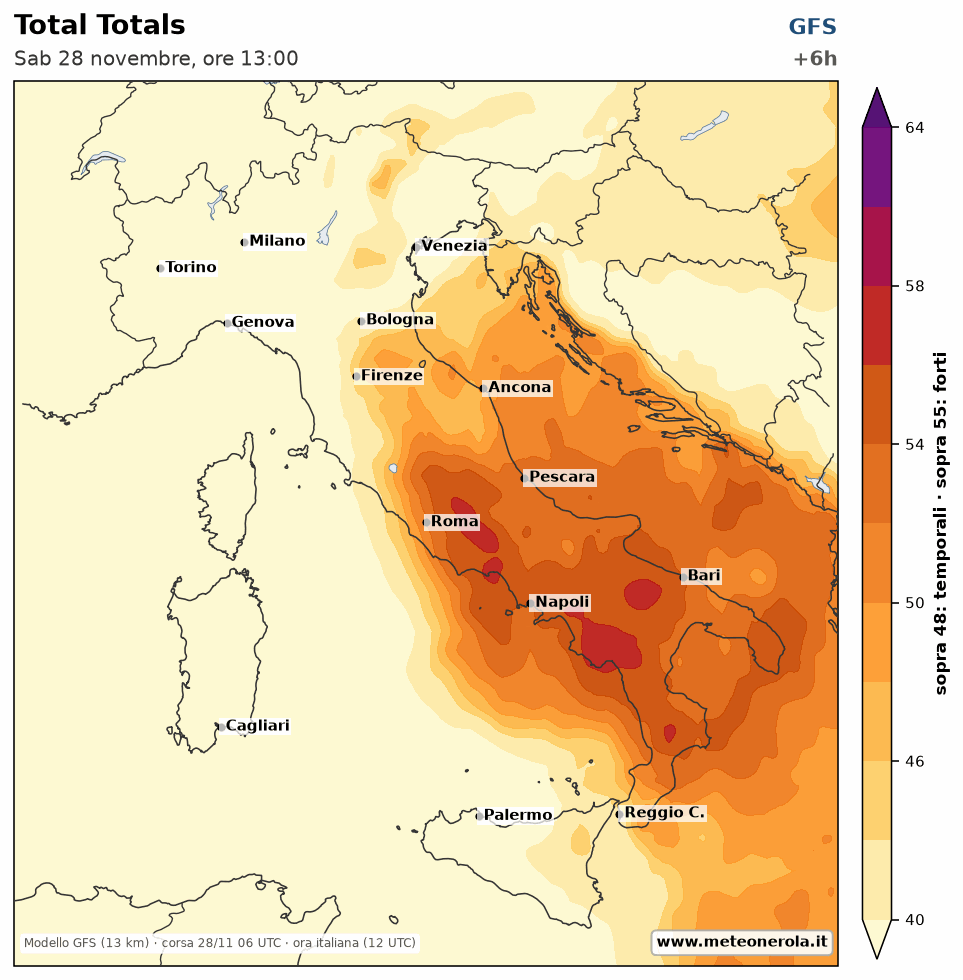 Total Totals
GFS
Sab 28 novembre, ore 13:00
+6h
Milano
Venezia
Torino
Genova
Bologna
Firenze
Ancona
Pescara
Roma
Bari
Napoli
Cagliari
Palermo
Reggio C.
64
58
54
50
46
40
sopra 48: temporali · sopra 55: forti
Modello GFS (13 km) · corsa 28/11 06 UTC · ora italiana (12 UTC)
www.meteonerola.it